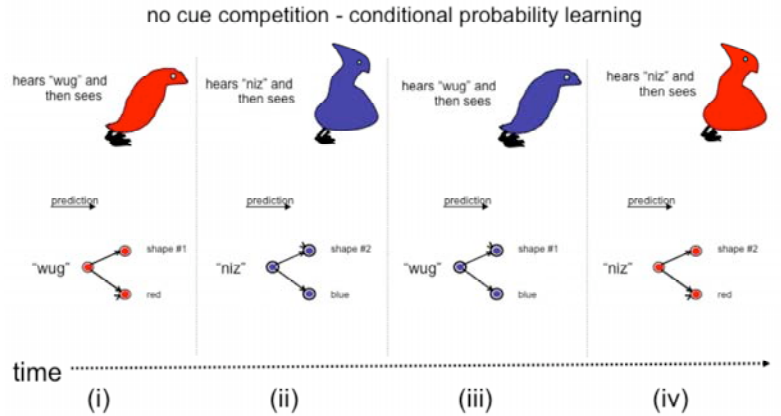 no cue competition - conditional probability learning
hears "wug" and
then sees
hears "niz" and
then sees
hears "wug" and
then sees
hears "niz" and
then sees
prediction
prediction
prediction
prediction
"wug"
shape #1
red
"niz"
shape #2
blue
"wug"
shape #1
blue
"niz"
shape #2
red
time
(i)
(ii)
(iii)
(iv)